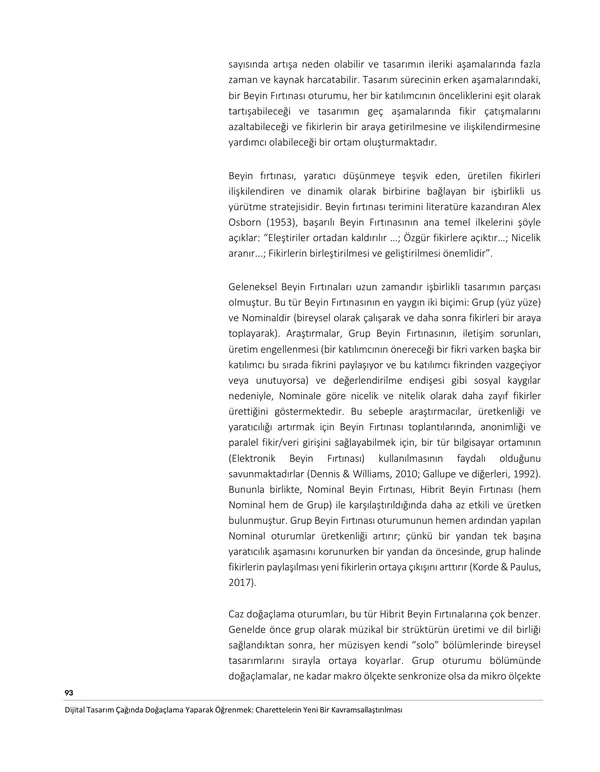 sayısında artışa neden olabilir ve tasarımın ileriki aşamalarında fazla
zaman ve kaynak harcatabilir. Tasarım sürecinin erken aşamalarındaki,
bir Beyin Fırtınası oturumu, her bir katılımcının önceliklerini eşit olarak
tartışabileceği ve tasarımın geç aşamalarında fikir çatışmalarını
azaltabileceği ve fikirlerin bir araya getirilmesine ve ilişkilendirmesine
yardımcı olabileceği bir ortam oluşturmaktadır.
Beyin fırtınası, yaratıcı düşünmeye teşvik eden, üretilen fikirleri
ilişkilendiren ve dinamik olarak birbirine bağlayan bir işbirlikli us
yürütme stratejisidir. Beyin fırtınası terimini literatüre kazandıran Alex
Osborn (1953), başarılı Beyin Fırtınasının ana temel ilkelerini şöyle
açıklar: “Eleştiriler ortadan kaldırılır …; Özgür fikirlere açıktır…; Nicelik
aranır...; Fikirlerin birleştirilmesi ve geliştirilmesi önemlidir”.
Geleneksel Beyin Fırtınaları uzun zamandır işbirlikli tasarımın parçası
olmuştur. Bu tür Beyin Fırtınasının en yaygın iki biçimi: Grup (yüz yüze)
ve Nominaldir (bireysel olarak çalışarak ve daha sonra fikirleri bir araya
toplayarak). Araştırmalar, Grup Beyin Fırtınasının, iletişim sorunları,
üretim engellenmesi (bir katılımcının önereceği bir fikri varken başka bir
katılımcı bu sırada fikrini paylaşıyor ve bu katılımcı fikrinden vazgeçiyor
veya unutuyorsa) ve değerlendirilme endişesi gibi sosyal kaygılar
nedeniyle, Nominale göre nicelik ve nitelik olarak daha zayıf fikirler
ürettiğini göstermektedir. Bu sebeple araştırmacılar, üretkenliği ve
yaratıcılığı artırmak için Beyin Fırtınası toplantılarında, anonimliği ve
paralel fikir/veri girişini sağlayabilmek için, bir tür bilgisayar ortamının
(Elektronik Beyin Fırtınası) kullanılmasının faydalı olduğunu
savunmaktadırlar (Dennis & Williams, 2010; Gallupe ve diğerleri, 1992).
Bununla birlikte, Nominal Beyin Fırtınası, Hibrit Beyin Fırtınası (hem
Nominal hem de Grup) ile karşılaştırıldığında daha az etkili ve üretken
bulunmuştur. Grup Beyin Fırtınası oturumunun hemen ardından yapılan
Nominal oturumlar üretkenliği artırır; çünkü bir yandan tek başına
yaratıcılık aşamasını korunurken bir yandan da öncesinde, grup halinde
fikirlerin paylaşılması yeni fikirlerin ortaya çıkışını arttırır (Korde & Paulus,
2017).
Caz doğaçlama oturumları, bu tür Hibrit Beyin Fırtınalarına çok benzer.
Genelde önce grup olarak müzikal bir strüktürün üretimi ve dil birliği
sağlandıktan sonra, her müzisyen kendi “solo” bölümlerinde bireysel
tasarımlarını sırayla ortaya koyarlar. Grup oturumu bölümünde
doğaçlamalar, ne kadar makro ölçekte senkronize olsa da mikro ölçekte
93
Dijital Tasarım Çağında Doğaçlama Yaparak Öğrenmek: Charettelerin Yeni Bir Kavramsallaştırılması